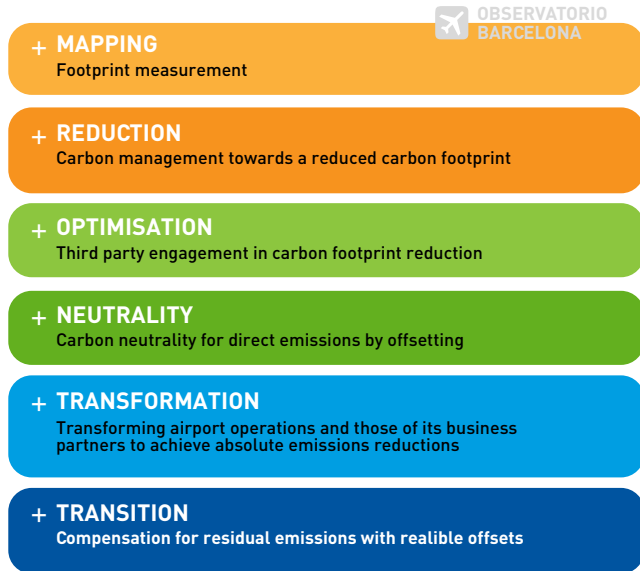 OBSERVATORIO
BARCELONA
+ MAPPING
Footprint measurement
+ REDUCTION
Carbon management towards a reduced carbon footprint
+ OPTIMISATION
Third party engagement in carbon footprint reduction
+ NEUTRALITY
Carbon neutrality for direct emissions by offsetting
+ TRANSFORMATION
Transforming airport operations and those of its business
partners to achieve absolute emissions reductions
+ TRANSITION
Compensation for residual emissions with realible offsets